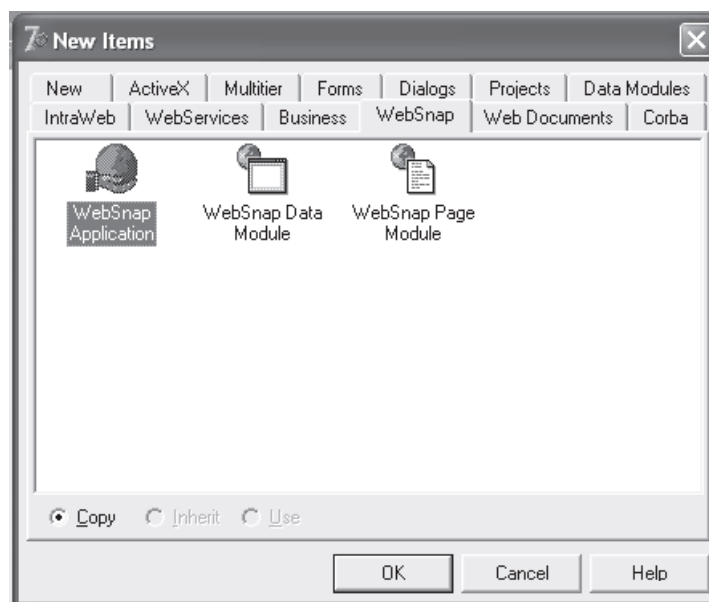 7 New Items
New ActiveX Multitier Forms Dialogs Projects Data Modules
IntraWeb WebServices Business WebSnap Web Documents Corba
WebSnap Application
WebSnap Data Module
WebSnap Page Module
Copy Inherit Use
OK Cancel Help